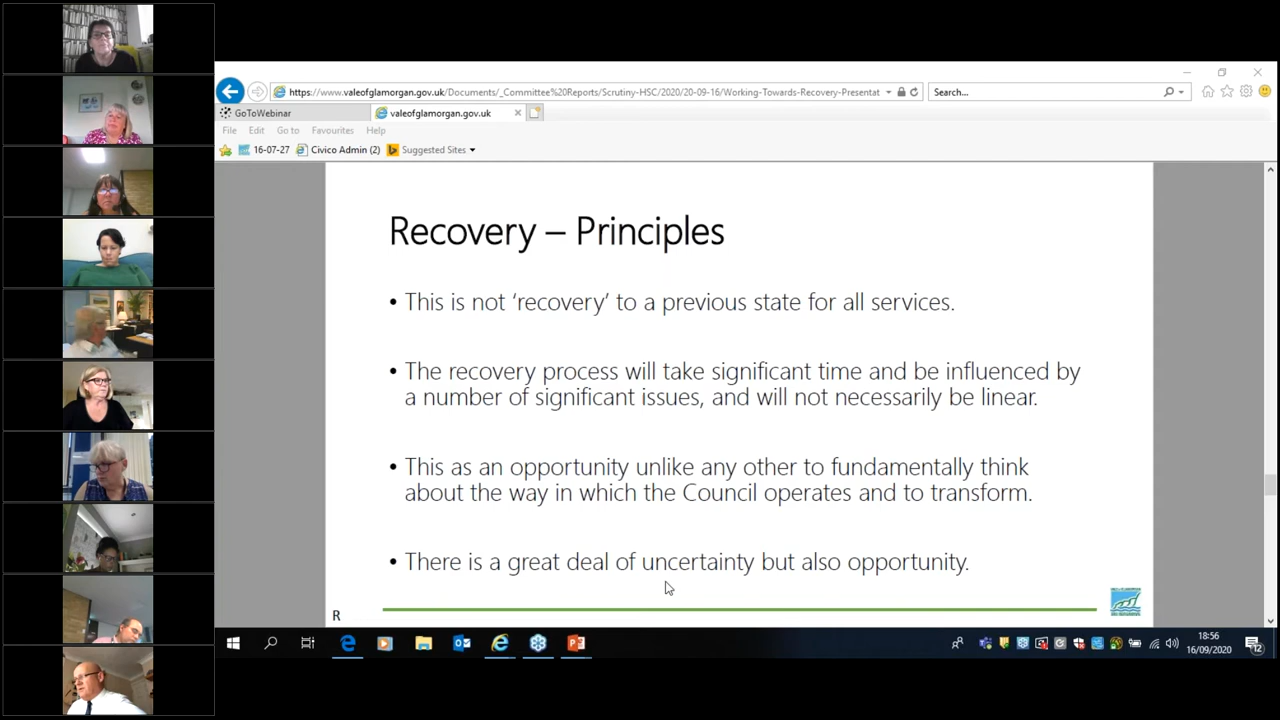 https://www.valeofglamorgan.gov.uk/Documents/_Committee%20Reports/Scrutiny-HSC/2020/20-09-16/Working-Towards-Recovery-Presentat
Search...
GoToWebinar
valeofglamorgan.gov.uk
File Edit Go to Favourites Help
16-07-27 Civico Admin (2) Suggested Sites
Recovery – Principles
• This is not ‘recovery’ to a previous state for all services.
• The recovery process will take significant time and be influenced by
a number of significant issues, and will not necessarily be linear.
• This as an opportunity unlike any other to fundamentally think
about the way in which the Council operates and to transform.
• There is a great deal of uncertainty but also opportunity.
R
18:56
16/09/2020
12